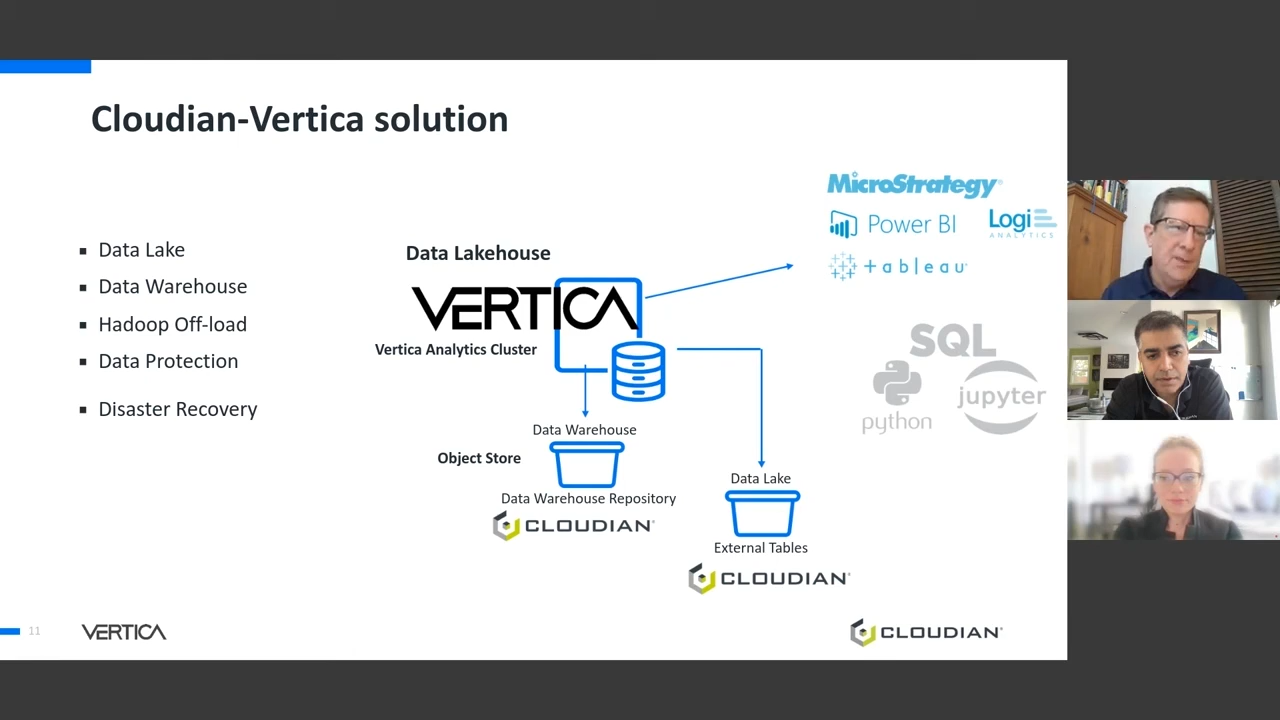 Cloudian-Vertica solution
Data Lake
Data Warehouse
Hadoop Off-load
Data Protection
Disaster Recovery
Data Lakehouse
VERTICA
Vertica Analytics Cluster
Data Warehouse
Object Store
Data Warehouse Repository
CLOUDIAN®
Data Lake
External Tables
CLOUDIAN®
MicroStrategy®
Power BI
Logi
ANALYTICS
tableau
SQL
python
jupyter
11
VERTICA
CLOUDIAN®